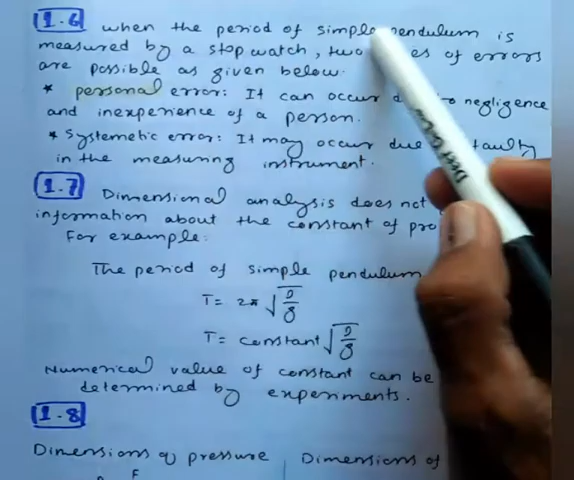 1.6 when the period of simple pendulum is
measured by a stop watch, two es of errors
are possible as given below.
* personal error: It can occur d to negligence
and inexperience of a person.
* Systemetic error: It may occur due faulty
in the measuring instrument.
1.7 Dimensional analysis does not
information about the constant of pro
For example:
The period of simple pendulum
T = 2π √
T = constant √
Numerical value of constant can be
determined by experiments.
1.8
Dimensions of pressure Dimensions of
F